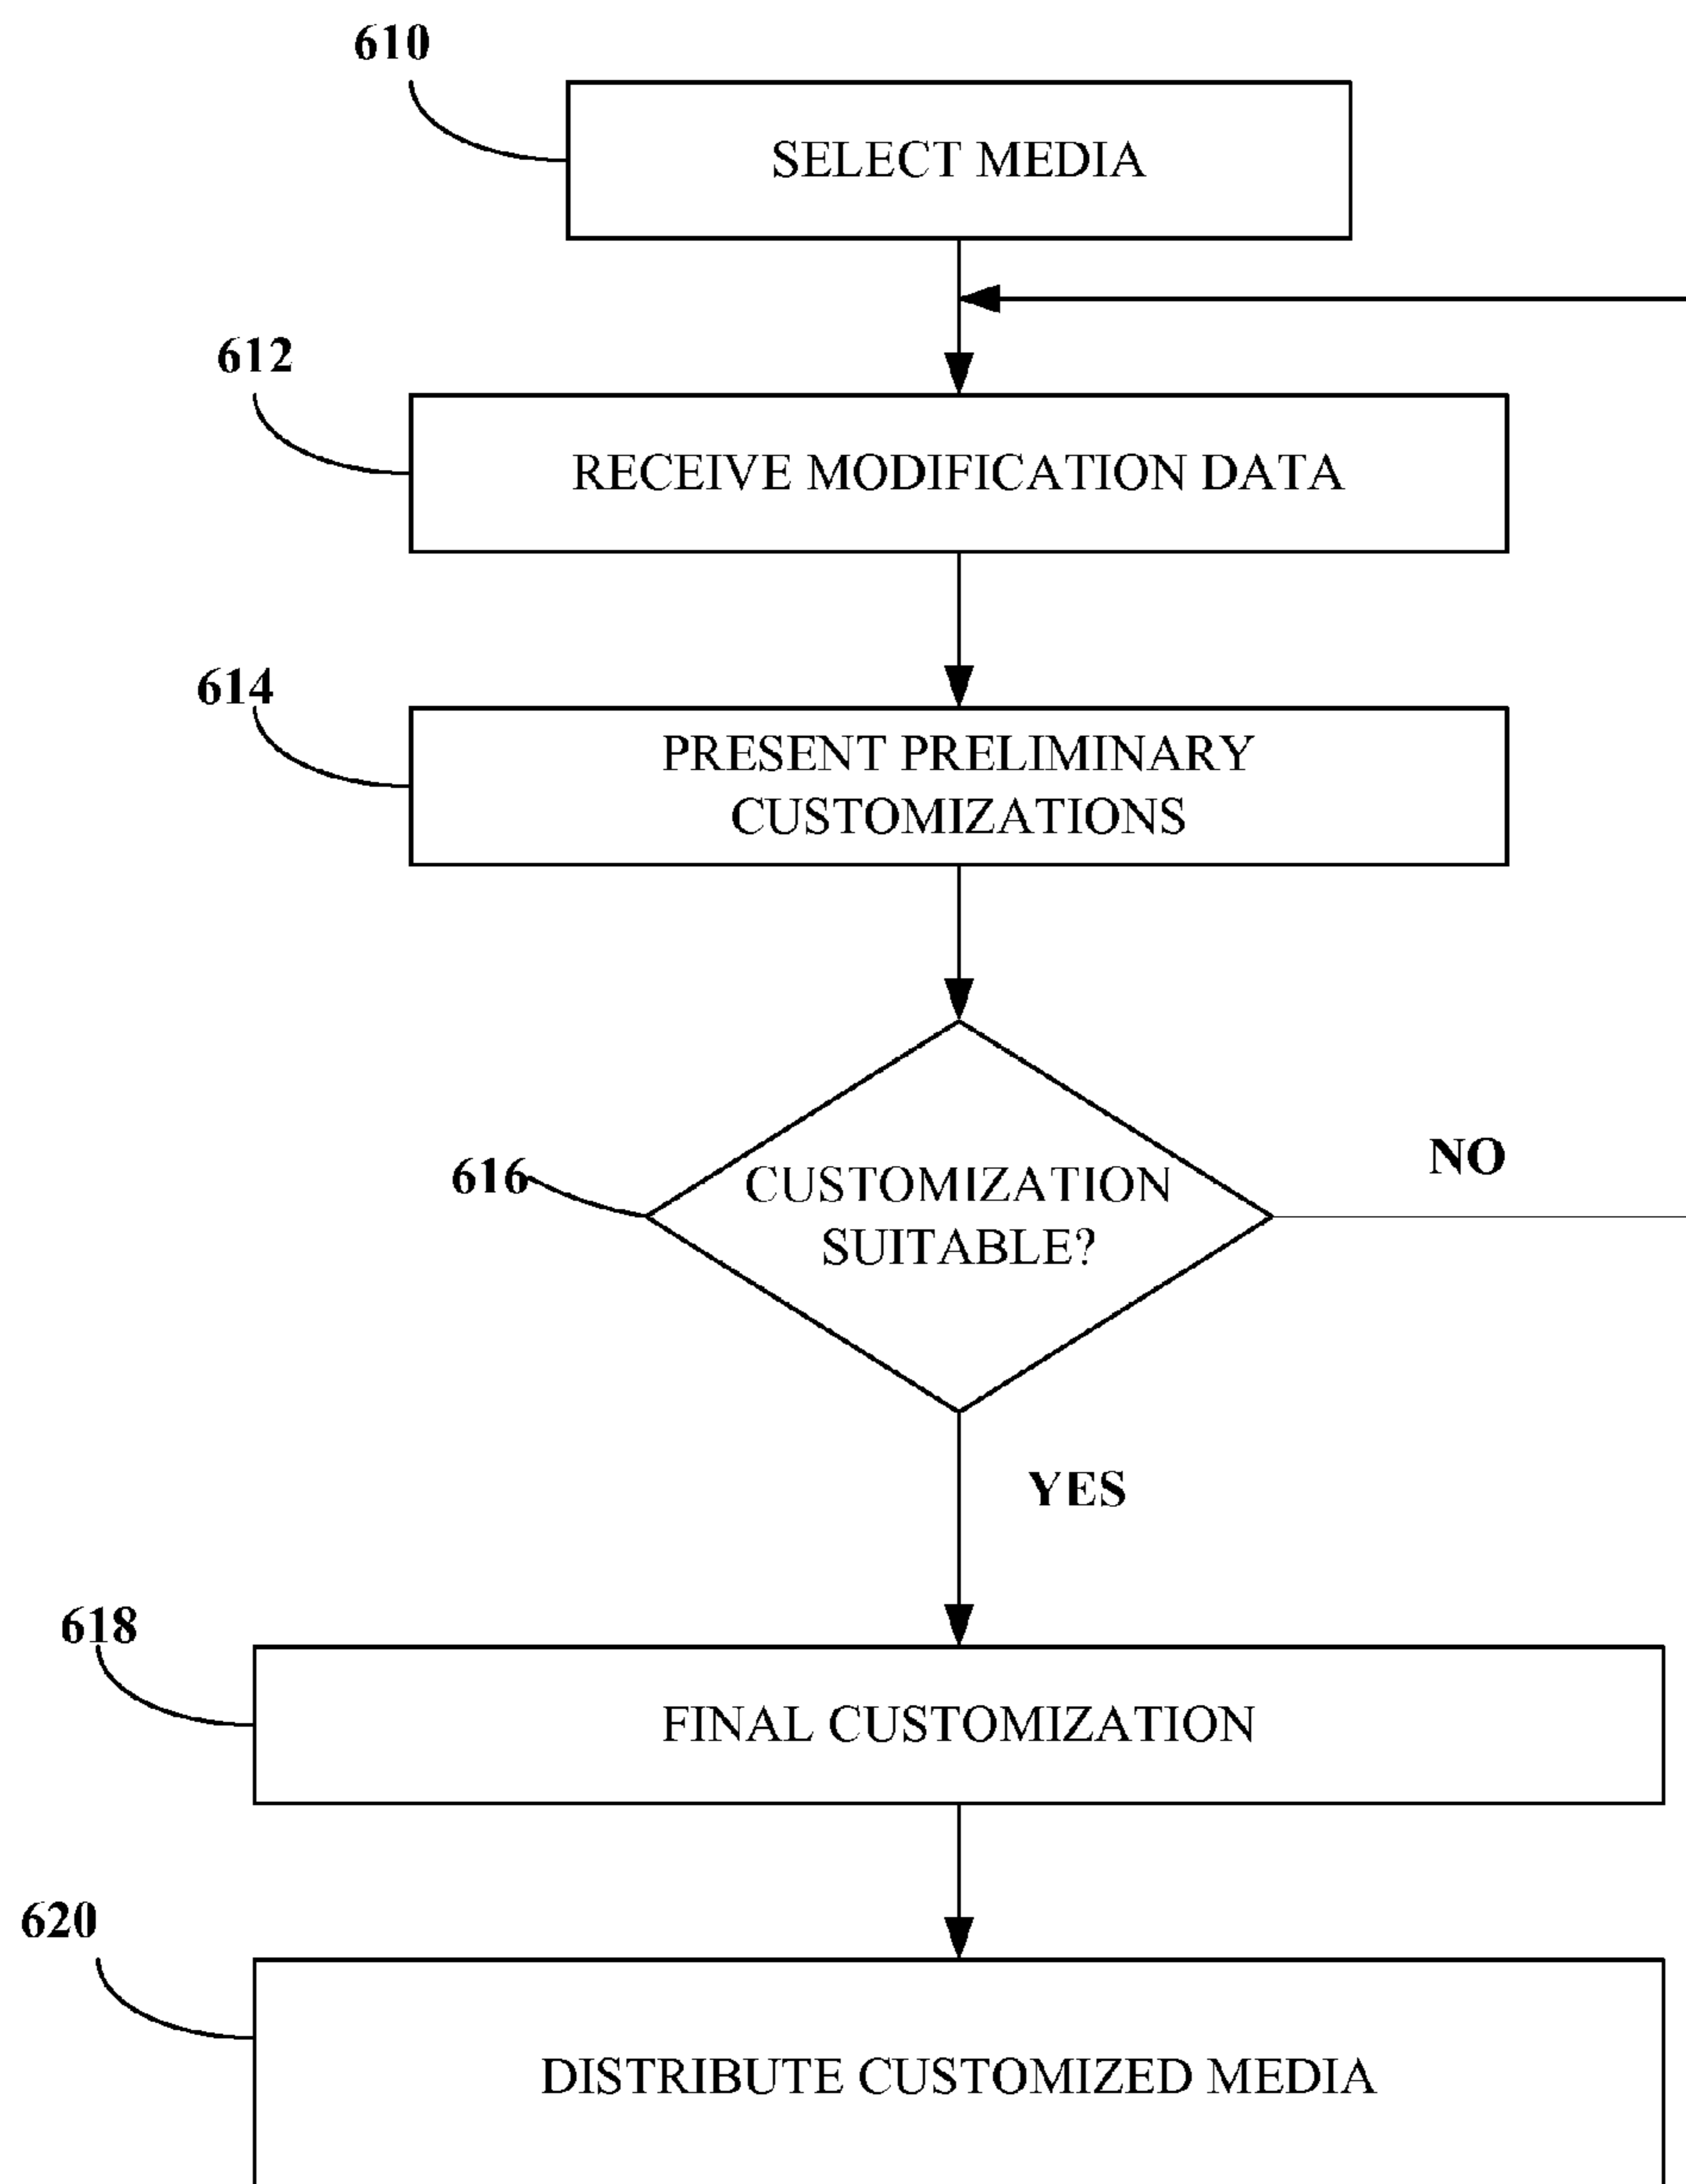 610
SELECT MEDIA
612
RECEIVE MODIFICATION DATA
614
PRESENT PRELIMINARY
CUSTOMIZATIONS
616
CUSTOMIZATION
SUITABLE?
NO
YES
618
FINAL CUSTOMIZATION
620
DISTRIBUTE CUSTOMIZED MEDIA